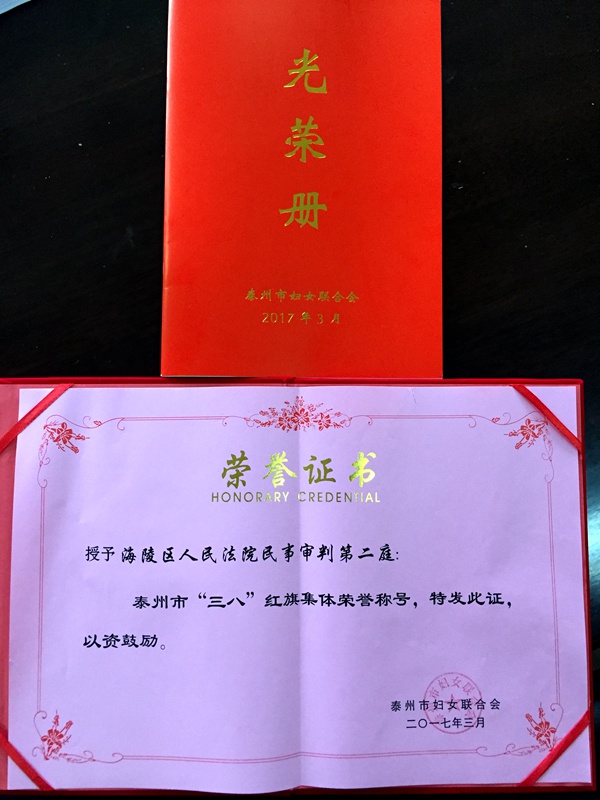 光
荣
册
泰州市妇女联合会
2017年3月
荣誉证书
HONORARY CREDENTIAL
授予 海陵区人民法院民事审判第二庭：
泰州市“三八”红旗集体荣誉称号，特发此证，
以资鼓励。
泰州市妇女联合会
二〇一七年三月